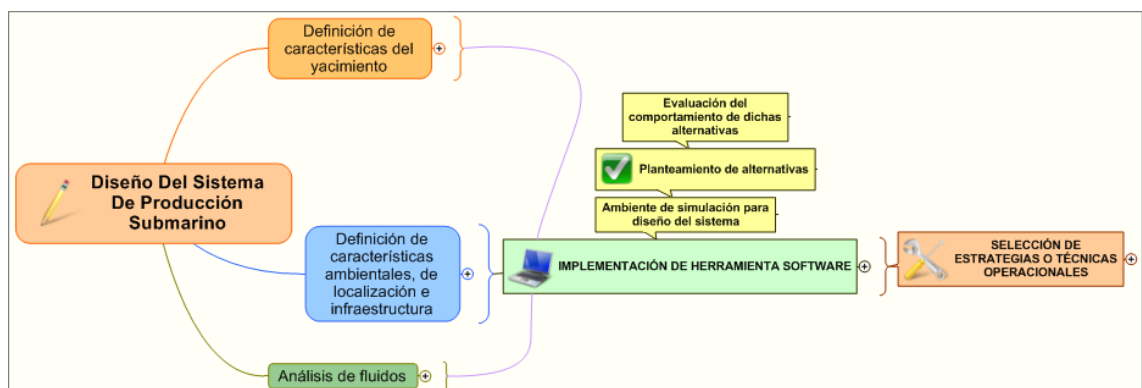 Definición de
características del
yacimiento
Evaluación del
comportamiento de dichas
alternativas
Planteamiento de alternativas
Ambiente de simulación para
diseño del sistema
Diseño Del Sistema
De Producción
Submarino
Definición de
características
ambientales, de
localización e
infraestructura
IMPLEMENTACIÓN DE HERRAMIENTA SOFTWARE
SELECCIÓN DE
ESTRATEGIAS O TÉCNICAS
OPERACIONALES
Análisis de fluidos